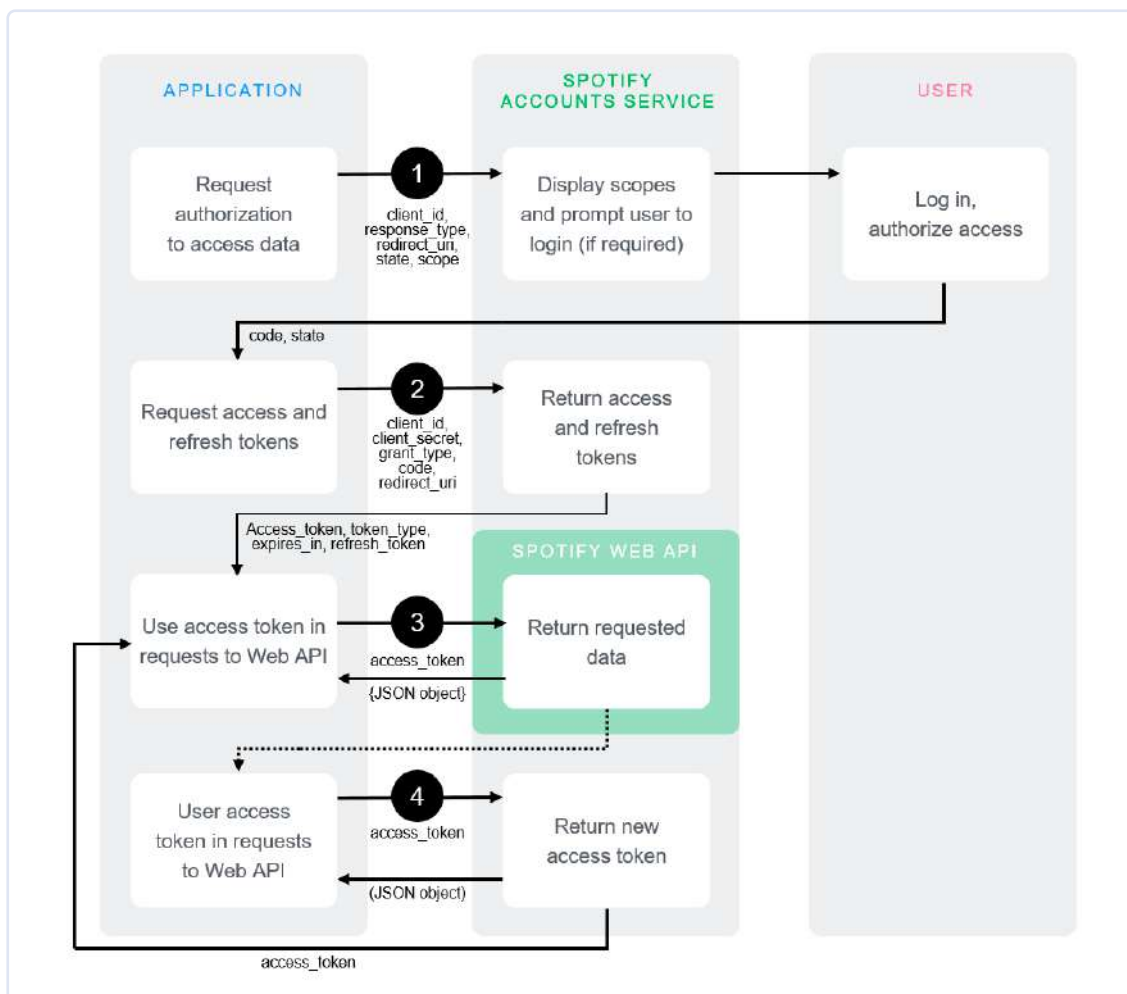 APPLICATION
SPOTIFY
ACCOUNTS SERVICE
USER
Request
authorization
to access data
1
client_id,
response_type,
redirect_uri,
state, scope
Display scopes
and prompt user to
login (if required)
Log in,
authorize access
code, state
Request access and
refresh tokens
2
client_id,
client_secret,
grant_type,
code,
redirect_uri
Return access
and refresh
tokens
Access_token, token_type,
expires_in, refresh_token
SPOTIFY WEB API
Use access token in
requests to Web API
3
access_token
{JSON object}
Return requested
data
User access
token in requests
to Web API
4
access_token
(JSON object)
Return new
access token
access_token